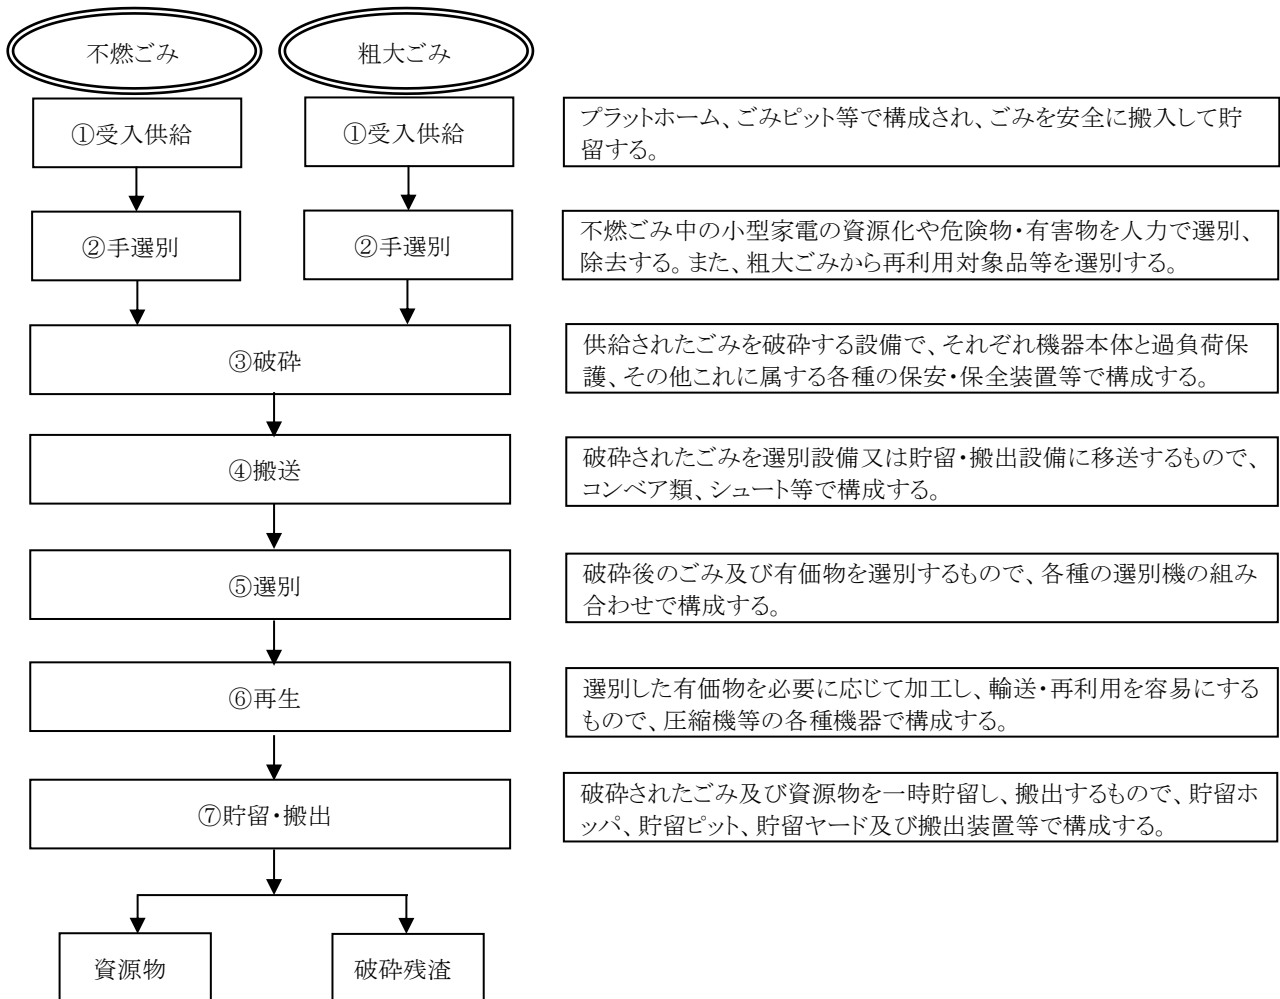 不燃ごみ
粗大ごみ
①受入供給
①受入供給
プラットホーム、ごみピット等で構成され、ごみを安全に搬入して貯
留する。
②手選別
②手選別
不燃ごみ中の小型家電の資源化や危険物・有害物を人力で選別、
除去する。また、粗大ごみから再利用対象品等を選別する。
③破砕
供給されたごみを破砕する設備で、それぞれ機器本体と過負荷保
護、その他これに属する各種の保安・保全装置等で構成する。
④搬送
破砕されたごみを選別設備又は貯留・搬出設備に移送するもので、
コンベア類、シュート等で構成する。
⑤選別
破砕後のごみ及び有価物を選別するもので、各種の選別機の組み
合わせで構成する。
⑥再生
選別した有価物を必要に応じて加工し、輸送・再利用を容易にする
もので、圧縮機等の各種機器で構成する。
⑦貯留・搬出
破砕されたごみ及び資源物を一時貯留し、搬出するもので、貯留ホ
ッパ、貯留ピット、貯留ヤード及び搬出装置等で構成する。
資源物
破砕残渣